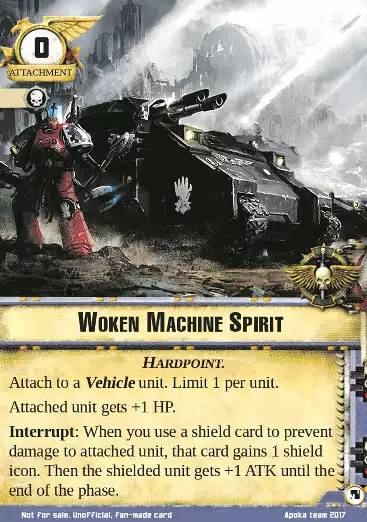 0
ATTACHMENT
WOKEN MACHINE SPIRIT
HARDPOINT.
Attach to a Vehicle unit. Limit 1 per unit.
Attached unit gets +1 HP.
Interrupt: When you use a shield card to prevent
damage to attached unit, that card gains 1 shield
icon. Then the shielded unit gets +1 ATK until the
end of the phase.
Not for sale. Unofficial, fan-made card
Apoka team 2017